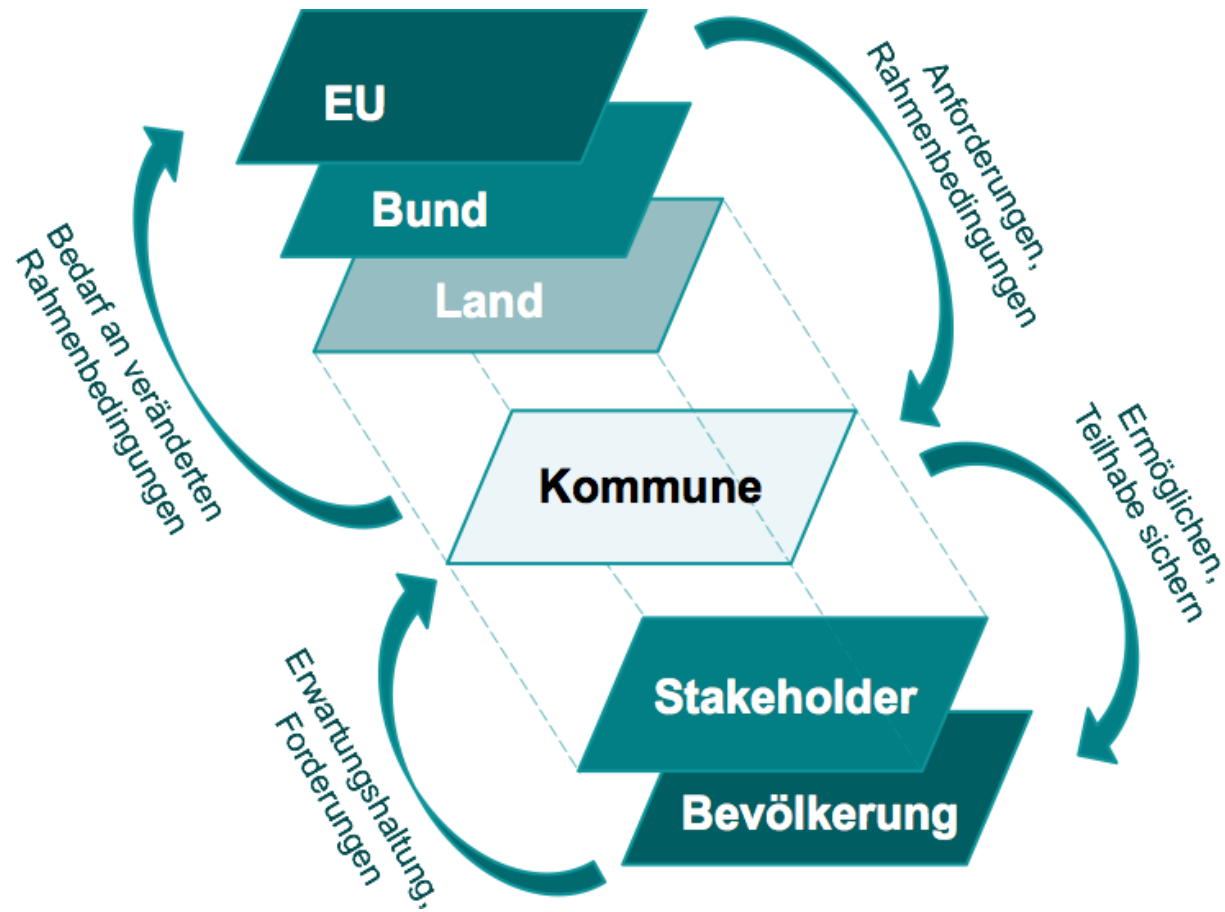 EU
Bund
Land
Kommune
Stakeholder
Bevölkerung
Anforderungen,
Rahmenbedingungen
Ermöglichen,
Teilhabe sichern
Bedarf an veränderten
Rahmenbedingungen
Erwartungshaltung,
Forderungen